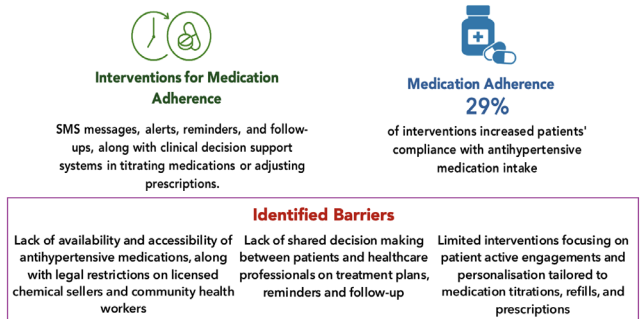 Interventions for Medication
Adherence
SMS messages, alerts, reminders, and follow-
ups, along with clinical decision support
systems in titrating medications or adjusting
prescriptions.
Medication Adherence
29%
of interventions increased patients'
compliance with antihypertensive
medication intake
Identified Barriers
Lack of availability and accessibility of
antihypertensive medications, along
with legal restrictions on licensed
chemical sellers and community health
workers
Lack of shared decision making
between patients and healthcare
professionals on treatment plans,
reminders and follow-up
Limited interventions focusing on
patient active engagements and
personalisation tailored to
medication titrations, refills, and
prescriptions